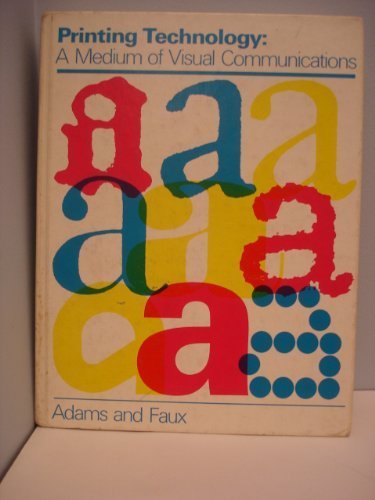 Printing Technology:
A Medium of Visual Communications
a a a
a a a a
a a a
Adams and Faux